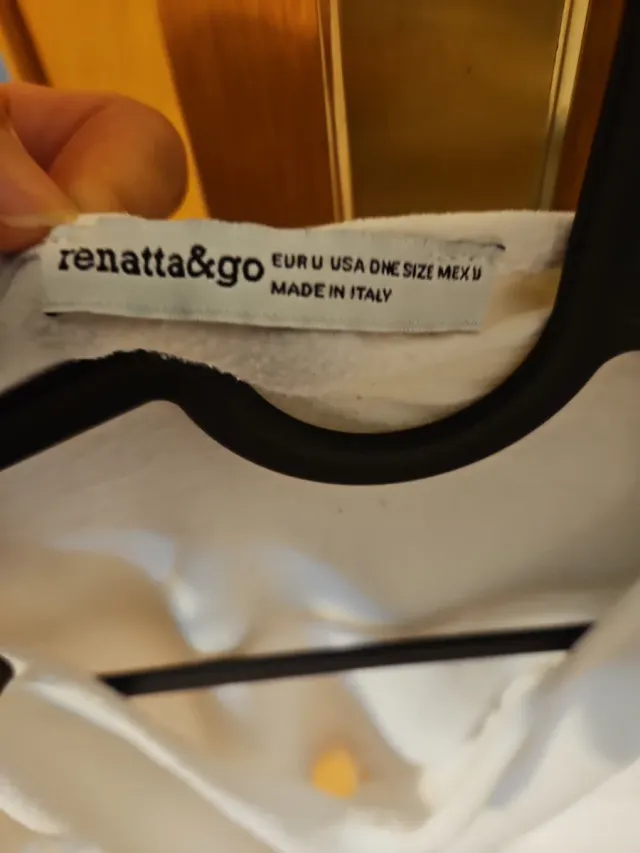 renatta&go
EUR U USA ONE SIZE MEX U
MADE IN ITALY